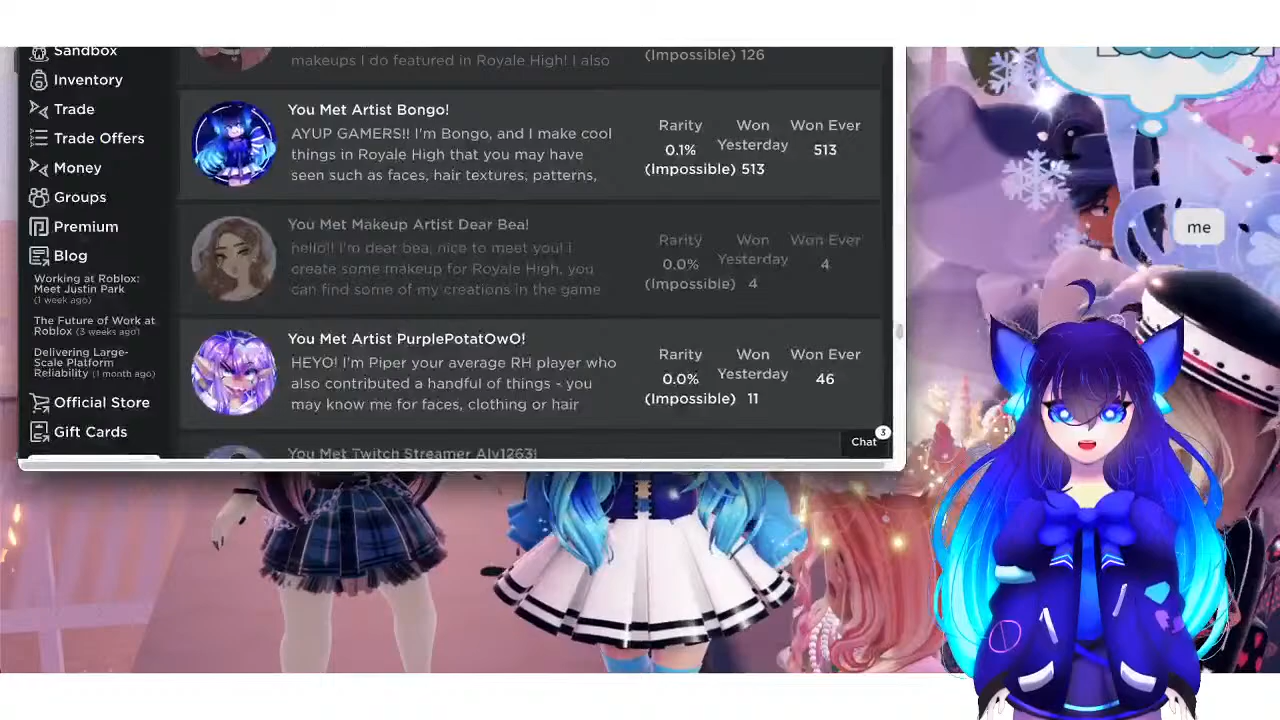 Sandbox
Inventory
Trade
Trade Offers
Money
Groups
Premium
Blog
Working at Roblox:
Meet Justin Park
(1 week ago)
The Future of Work at
Roblox (3 weeks ago)
Delivering Large-
Scale Platform
Reliability (1 month ago)
Official Store
Gift Cards
makeups I do featured in Royale High! I also
(Impossible) 126
You Met Artist Bongo!
AYUP GAMERS!! I'm Bongo, and I make cool
things in Royale High that you may have
seen such as faces, hair textures, patterns,
Rarity
0.1%
(Impossible)
Won
Yesterday
513
Won Ever
513
You Met Makeup Artist Dear Bea!
hello!! I'm dear bea, nice to meet you! i
create some makeup for Royale High, you
can find some of my creations in the game
Rarity
0.0%
(Impossible)
Won
Yesterday
4
Won Ever
4
You Met Artist PurplePotatOwO!
HEYO! I'm Piper your average RH player who
also contributed a handful of things - you
may know me for faces, clothing or hair
Rarity
0.0%
(Impossible)
Won
Yesterday
11
Won Ever
46
You Met Twitch Streamer Aly1263!
Chat
3
me